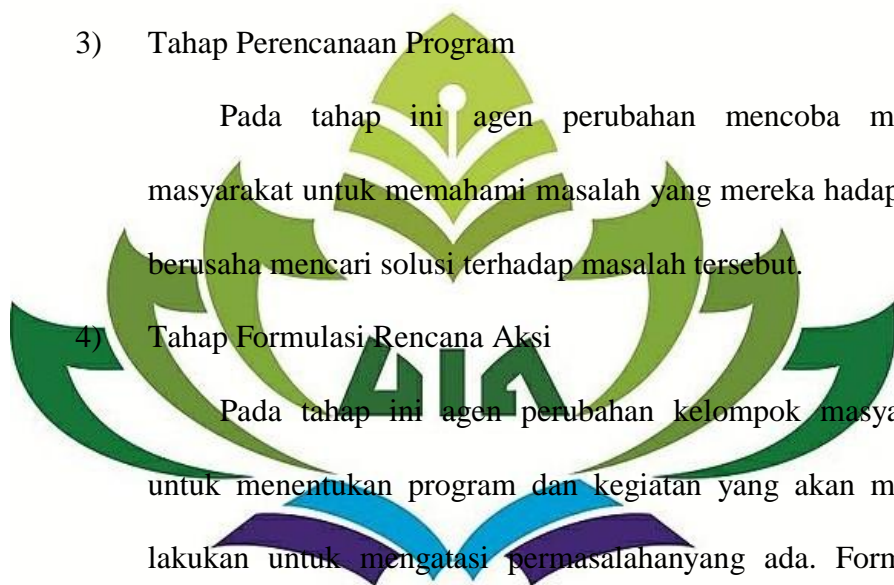 3) Tahap Perencanaan Program
Pada tahap ini agen perubahan mencoba m
masyarakat untuk memahami masalah yang mereka hadap
berusaha mencari solusi terhadap masalah tersebut.
4) Tahap Formulasi Rencana Aksi
UIN
Pada tahap ini agen perubahan kelompok masya
untuk menentukan program dan kegiatan yang akan m
lakukan untuk mengatasi permasalahanyang ada. Form